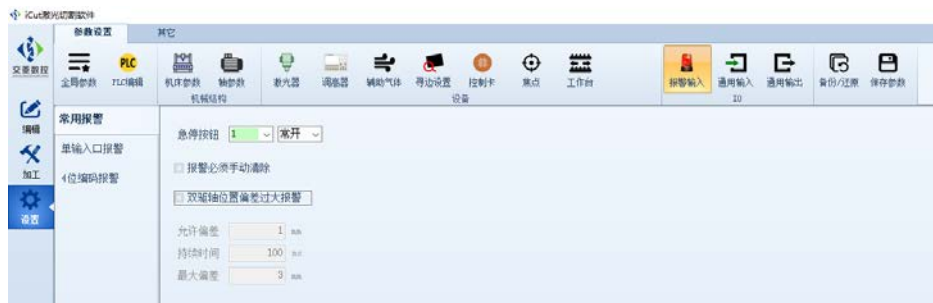 iCut激光切割软件
参数设置 其它
交菱数控
全局参数 PLC编辑 机床参数 轴参数 激光器 调高器 辅助气体 寻边设置 控制卡 焦点 工作台 报警输入 通用输入 通用输出 备份/还原 保存参数
PLC
机械结构 设备 IO
编辑
加工
设置
常用报警
单输入口报警
4位编码报警
急停按钮 1 常开
报警必须手动清除
双驱轴位置偏差过大报警
允许偏差 1 mm
持续时间 100
最大偏差 3 mm